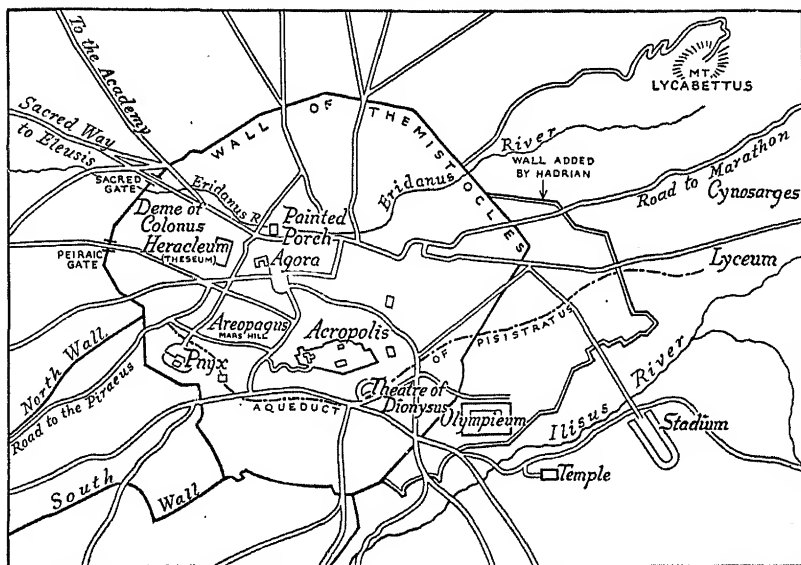 To the Academy
MT.
LYCABETTUS
WALL OF THEMISTOCLES
Sacred Way
to Eleusis
River
WALL ADDED
BY HADRIAN
Road to Marathon
SACRED
GATE
Eridanus R.
Eridanus
Cynosarges
Deme of
Colonus
Painted
Porch
Heracleum
(THESEUM)
PEIRAIC
GATE
Agora
Lyceum
Areopagus
MARS' HILL
Acropolis
OF PISISTRATUS
North Wall
Pnyx
Road to the Piraeus
Theatre of
Dionysus
AQUEDUCT
Olympieum
Ilisus River
Stadium
South Wall
Temple